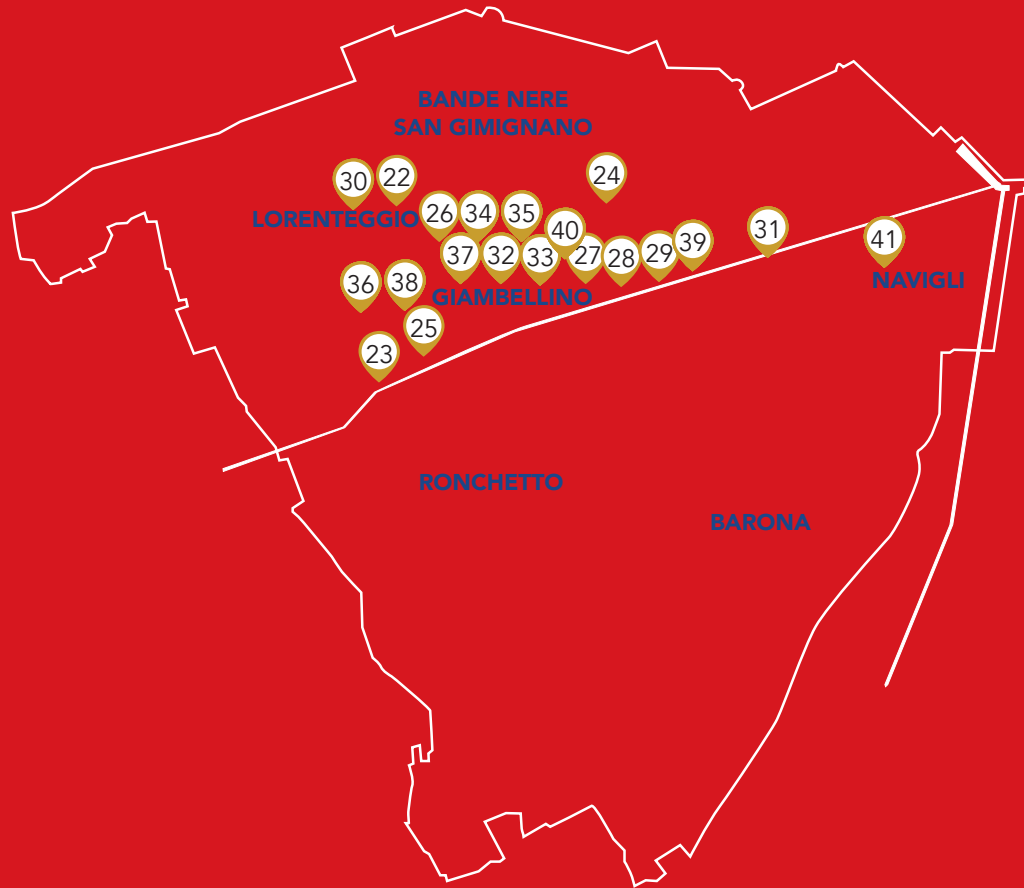 BANDE NERE
SAN GIMIGNANO
24
30
22
LORENTEGGIO
26
34
35
40
31
41
37
32
33
27
28
29
39
NAVIGLI
36
38
GIAMBELLINO
25
23
RONCHETTO
BARONA